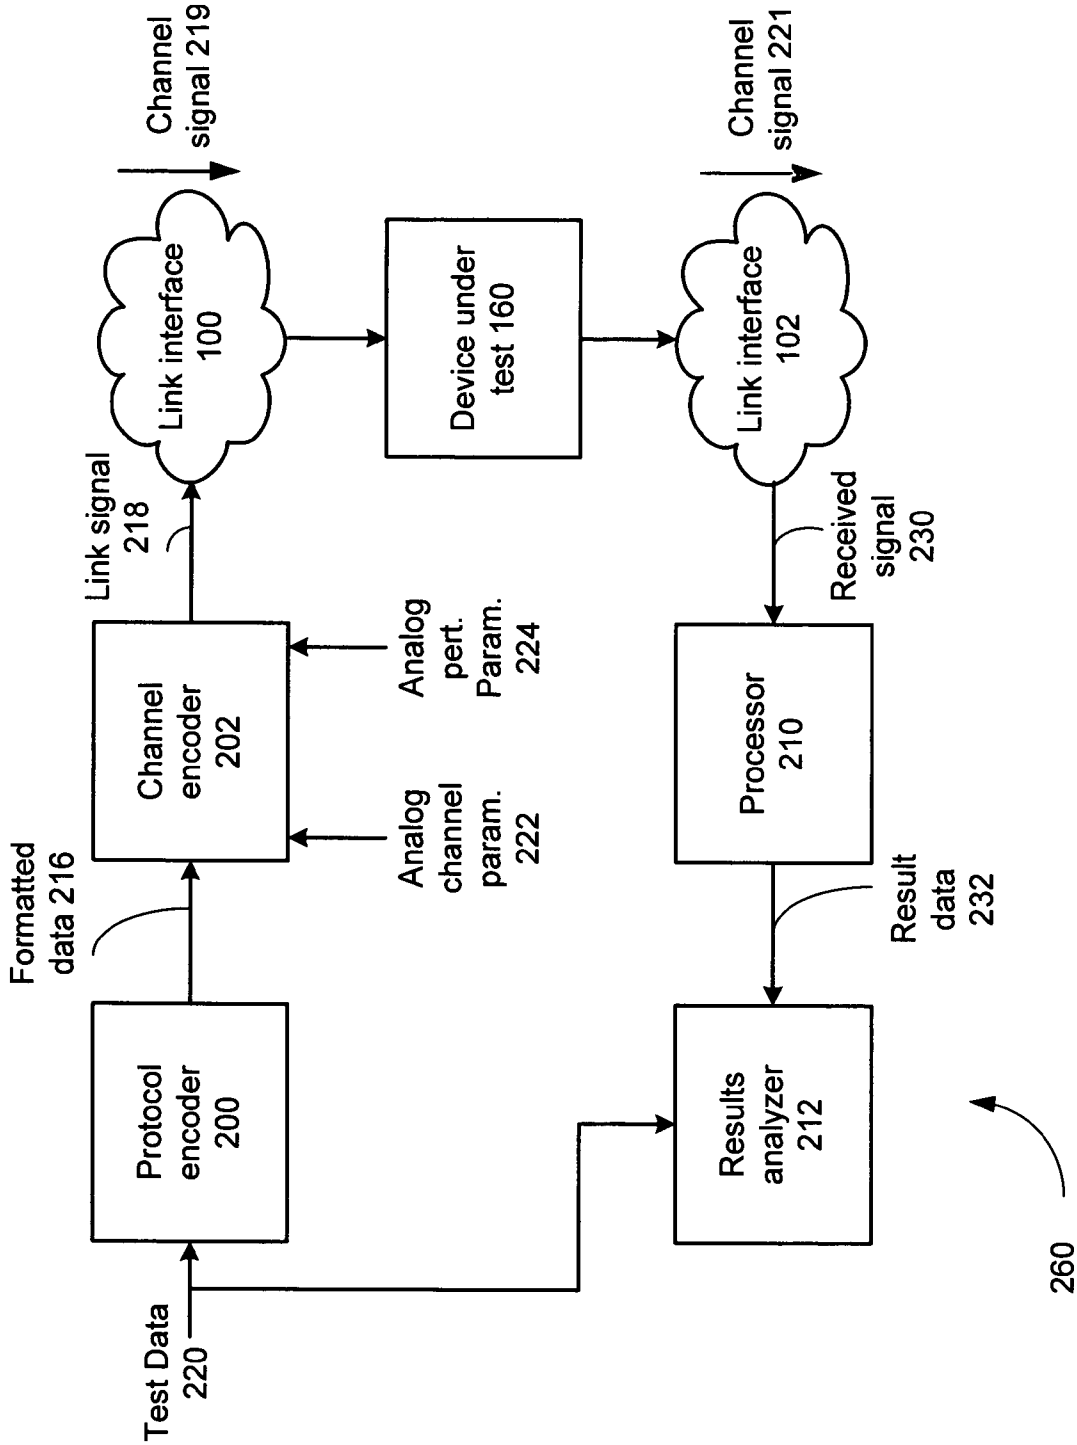 Test Data
220
Protocol
encoder
200
Formatted
data 216
Channel
encoder
202
Analog
channel
param.
222
Analog
pert.
Param.
224
Link signal
218
Link interface
100
Channel
signal 219
Device under
test 160
Link interface
102
Channel
signal 221
Received
signal
230
Processor
210
Result
data
232
Results
analyzer
212
260